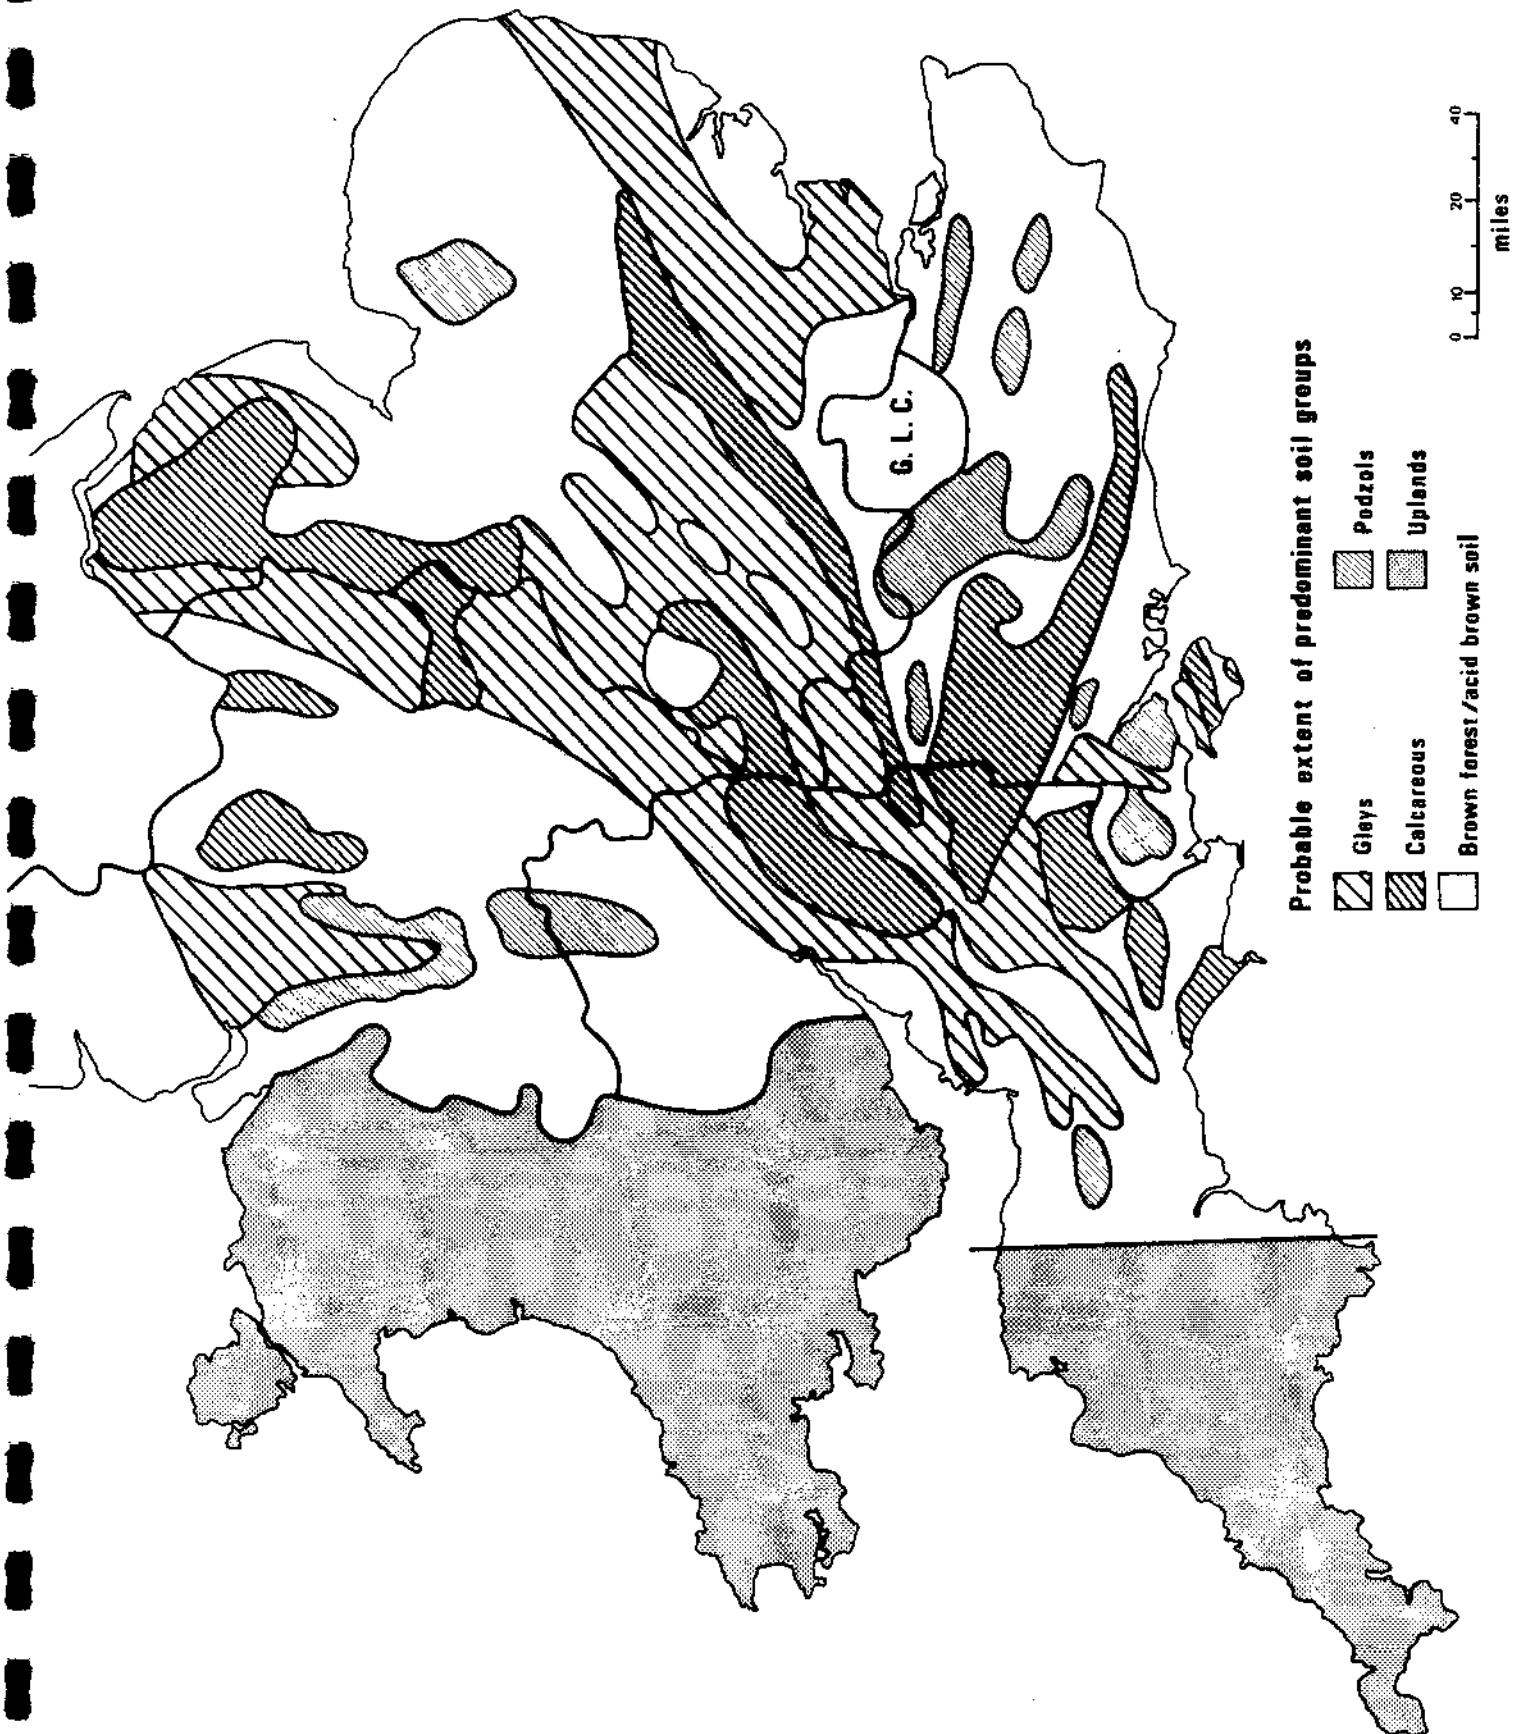 G. L. C.
Probable extent of predominant soil groups
Gleys
Podzols
Calcareous
Uplands
Brown forest/acid brown soil
0 10 20 40
miles